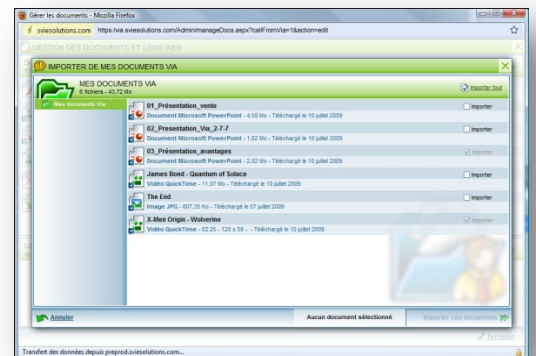 Gérer les documents - Mozilla Firefox
sviesolutions.com https://via.sviesolutions.com/Admin/manageDocs.aspx?callFromVia=1&action=edit
GESTION DES DOCUMENTS ET LIENS WEB
IMPORTER DE MES DOCUMENTS VIA
MES DOCUMENTS VIA
6 fichiers - 43,72 Mo
Importer tout
Mes documents Via
01_Présentation_vente
Document Microsoft PowerPoint - 4,58 Mo - Téléchargé le 10 juillet 2009
Importer
02_Présentation_Via_2-7-7
Document Microsoft PowerPoint - 1,82 Mo - Téléchargé le 10 juillet 2009
Importer
03_Présentation_avantages
Document Microsoft PowerPoint - 2,02 Mo - Téléchargé le 10 juillet 2009
Importer
James Bond - Quantum of Solace
Vidéo QuickTime - 11,07 Mo - Téléchargé le 10 juillet 2009
Importer
The End
Image JPG - 607,35 Ko - Téléchargé le 07 juillet 2009
Importer
X-Men Origin - Wolverine
Vidéo QuickTime - 02:25 - 120 x 50 - - Téléchargé le 10 juillet 2009
Importer
Annuler
Aucun document sélectionné
Importer ces documents
Terminer
Transfert des données depuis preprod.sviesolutions.com...